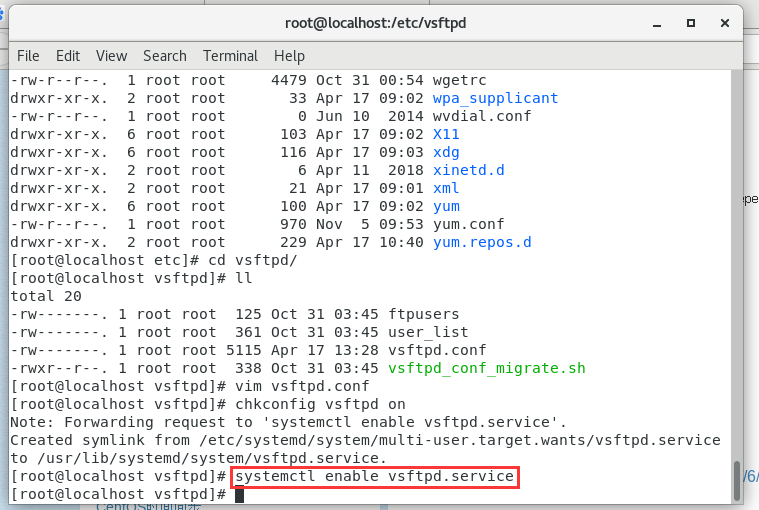 root@localhost:/etc/vsftpd
File Edit View Search Terminal Help
-rw-r--r--. 1 root root 4479 Oct 31 00:54 wgetrc
drwxr-xr-x. 2 root root 33 Apr 17 09:02 wpa_supplicant
-rw-r--r--. 1 root root 0 Jun 10 2014 wvdial.conf
drwxr-xr-x. 6 root root 103 Apr 17 09:02 X11
drwxr-xr-x. 6 root root 116 Apr 17 09:03 xdg
drwxr-xr-x. 2 root root 6 Apr 11 2018 xinetd.d
drwxr-xr-x. 2 root root 21 Apr 17 09:01 xml
drwxr-xr-x. 6 root root 100 Apr 17 09:02 yum
-rw-r--r--. 1 root root 970 Nov 5 09:53 yum.conf
drwxr-xr-x. 2 root root 229 Apr 17 10:40 yum.repos.d
[root@localhost etc]# cd vsftpd/
[root@localhost vsftpd]# ll
total 20
-rw-------. 1 root root 125 Oct 31 03:45 ftpusers
-rw-------. 1 root root 361 Oct 31 03:45 user_list
-rw-------. 1 root root 5115 Apr 17 13:28 vsftpd.conf
-rwxr--r--. 1 root root 338 Oct 31 03:45 vsftpd_conf_migrate.sh
[root@localhost vsftpd]# vim vsftpd.conf
[root@localhost vsftpd]# chkconfig vsftpd on
Note: Forwarding request to 'systemctl enable vsftpd.service'.
Created symlink from /etc/systemd/system/multi-user.target.wants/vsftpd.service
to /usr/lib/systemd/system/vsftpd.service.
[root@localhost vsftpd]# systemctl enable vsftpd.service
[root@localhost vsftpd]#